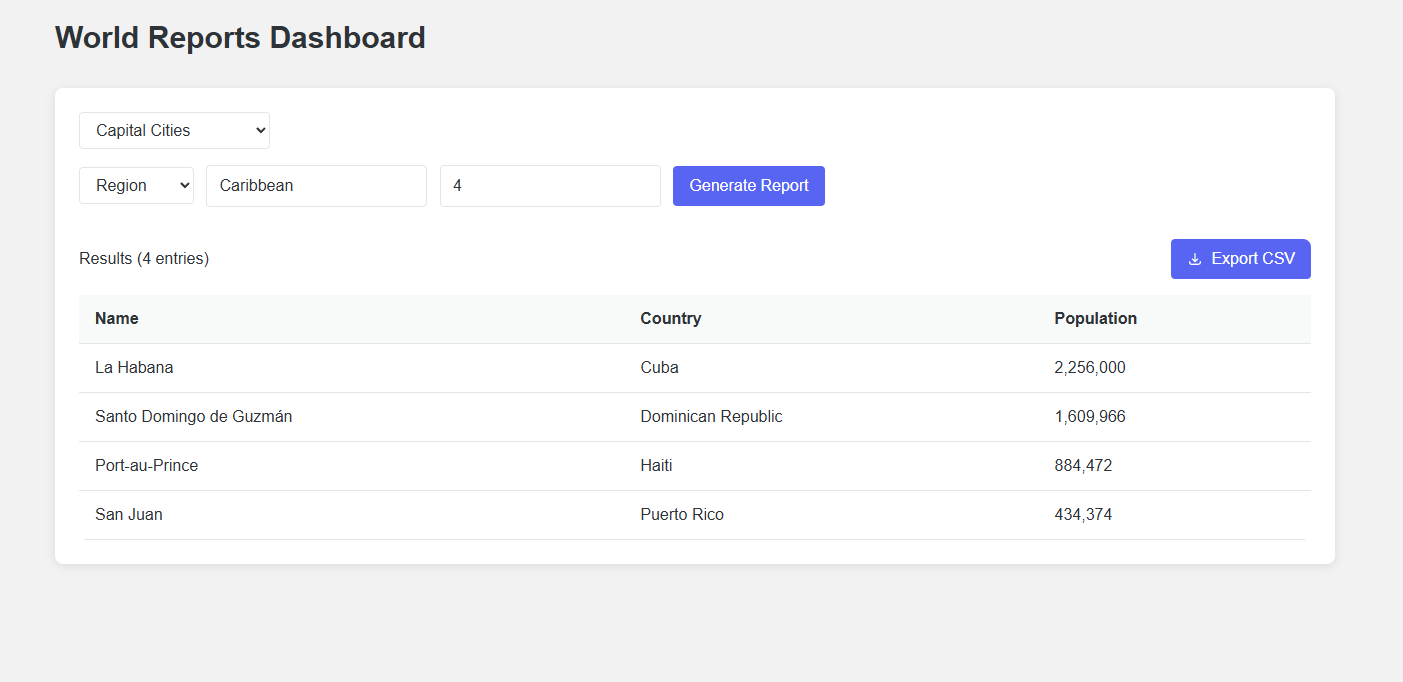 World Reports Dashboard
Capital Cities
Region Caribbean 4 Generate Report
Results (4 entries) Export CSV
Name Country Population
La Habana Cuba 2,256,000
Santo Domingo de Guzmán Dominican Republic 1,609,966
Port-au-Prince Haiti 884,472
San Juan Puerto Rico 434,374